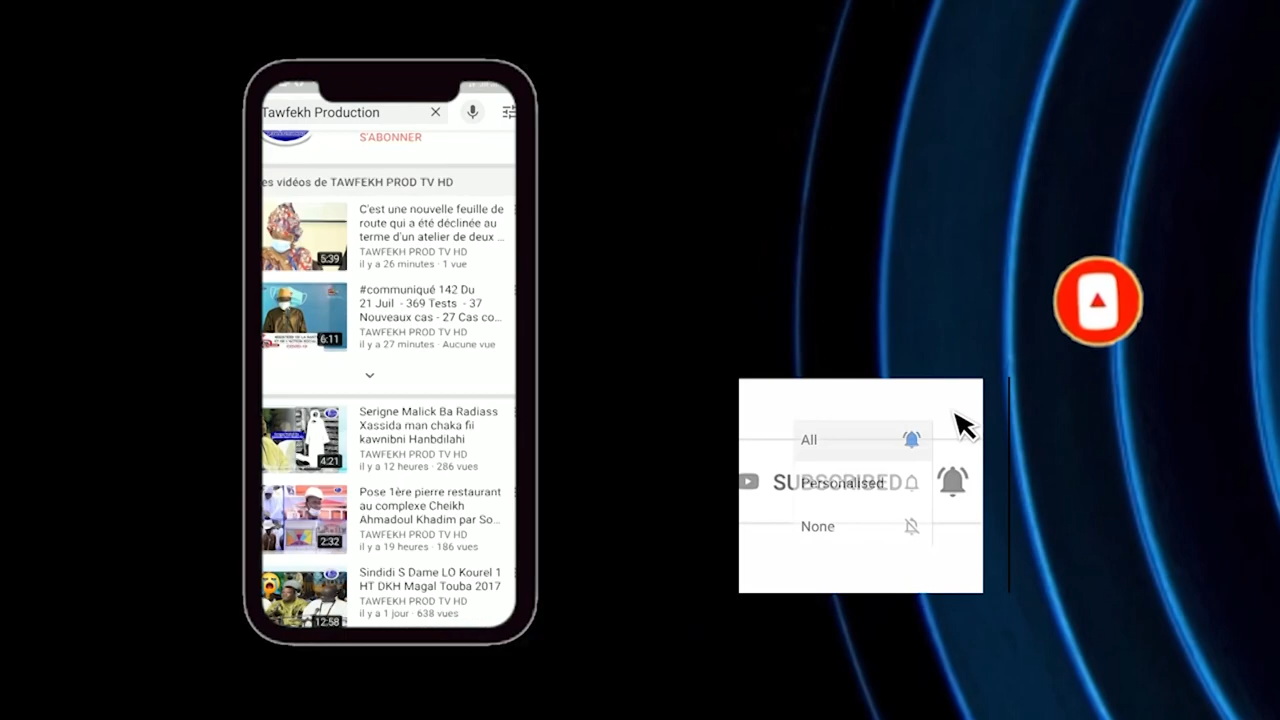 Tawfekh Production
S'ABONNER
es vidéos de TAWFEKH PROD TV HD
C'est une nouvelle feuille de
route qui a été déclinée au
terme d'un atelier de deux ...
TAWFEKH PROD TV HD
il y a 26 minutes · 1 vue
5:39
#communiqué 142 Du
21 Juil - 369 Tests - 37
Nouveaux cas - 27 Cas co...
TAWFEKH PROD TV HD
il y a 27 minutes · Aucune vue
6:11
Serigne Malick Ba Radiass
Xassida man chaka fii
kawnibni Hanbdilahi
TAWFEKH PROD TV HD
il y a 12 heures · 286 vues
4:21
Pose 1ère pierre restaurant
au complexe Cheikh
Ahmadoul Khadim par So...
TAWFEKH PROD TV HD
il y a 19 heures · 186 vues
2:32
Sindidi S Dame LO Kourel 1
HT DKH Magal Touba 2017
TAWFEKH PROD TV HD
il y a 1 jour · 638 vues
12:58
All
SUBSCRIBED
Personalised
None